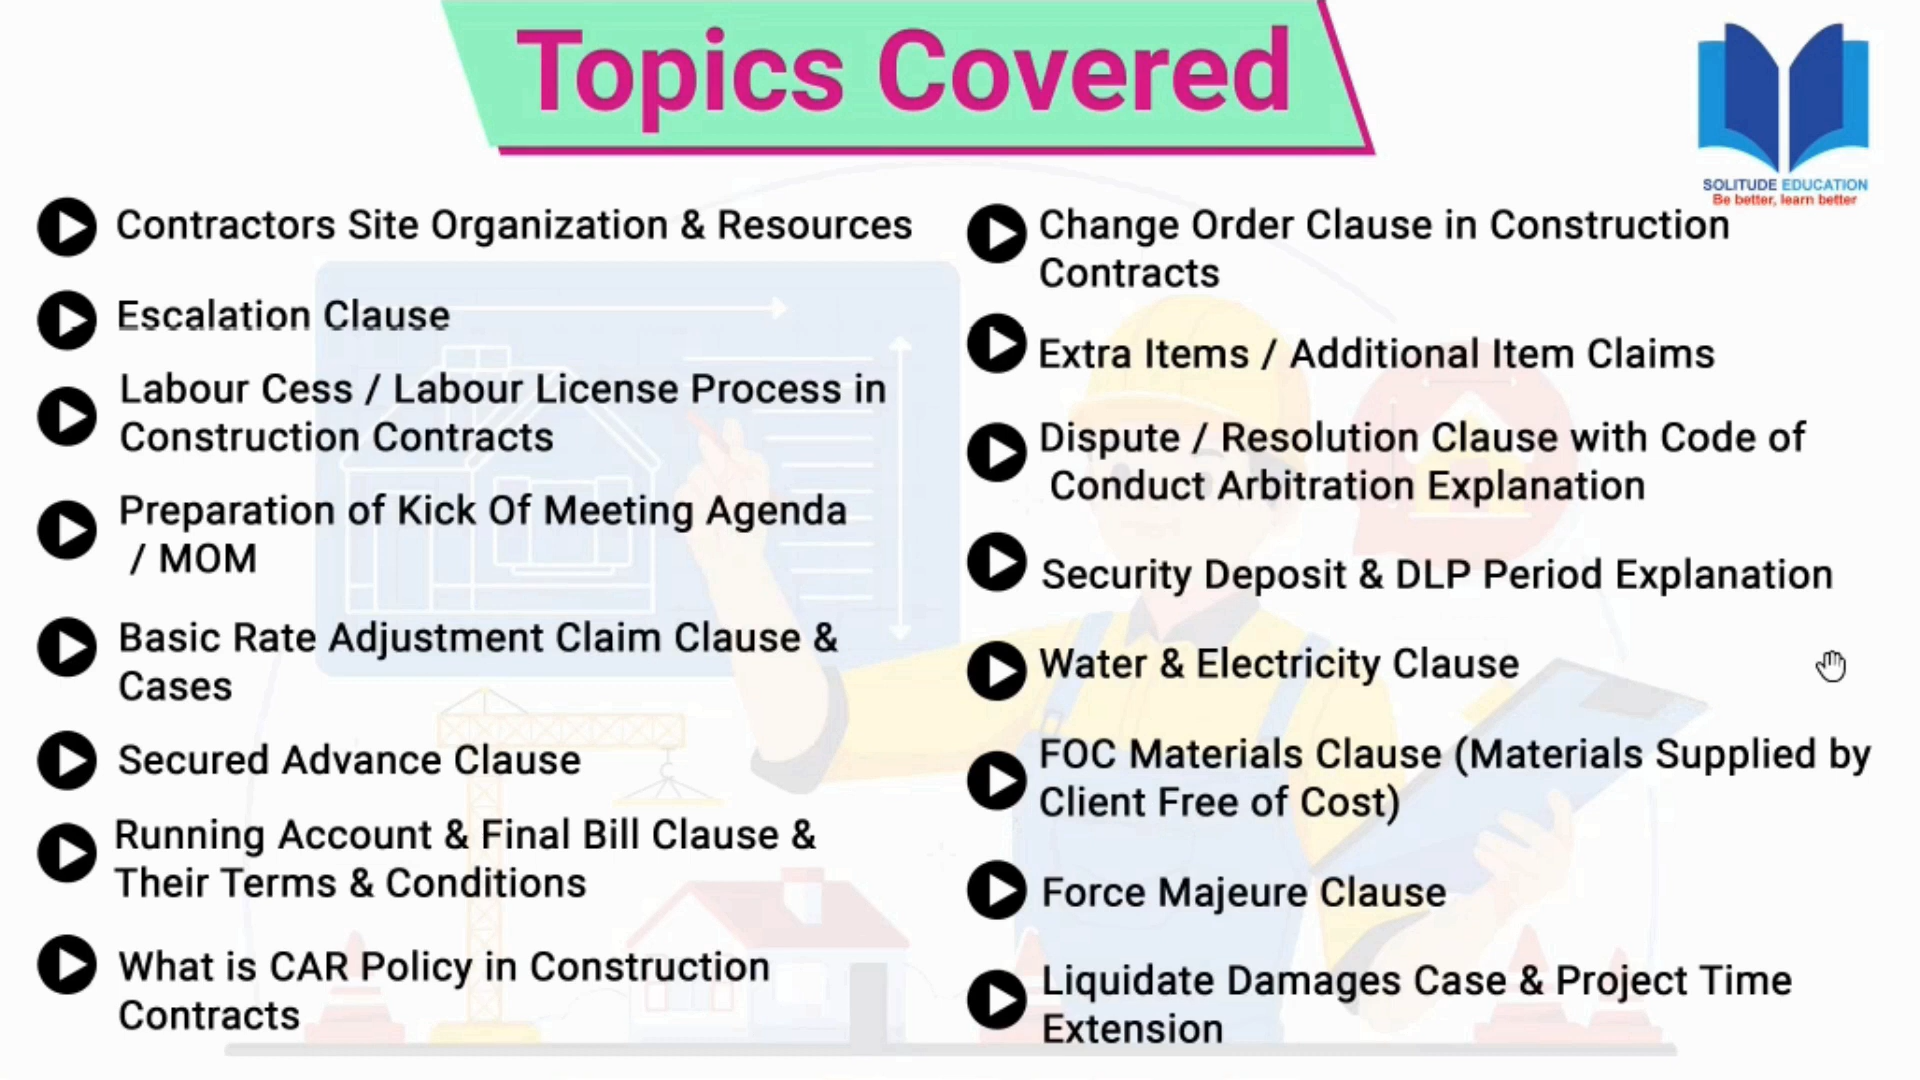 Topics Covered
SOLITUDE EDUCATION
Be better, learn better
Contractors Site Organization & Resources
Escalation Clause
Labour Cess / Labour License Process in
Construction Contracts
Preparation of Kick Of Meeting Agenda
/ MOM
Basic Rate Adjustment Claim Clause &
Cases
Secured Advance Clause
Running Account & Final Bill Clause &
Their Terms & Conditions
What is CAR Policy in Construction
Contracts
Change Order Clause in Construction
Contracts
Extra Items / Additional Item Claims
Dispute / Resolution Clause with Code of
Conduct Arbitration Explanation
Security Deposit & DLP Period Explanation
Water & Electricity Clause
FOC Materials Clause (Materials Supplied by
Client Free of Cost)
Force Majeure Clause
Liquidate Damages Case & Project Time
Extension